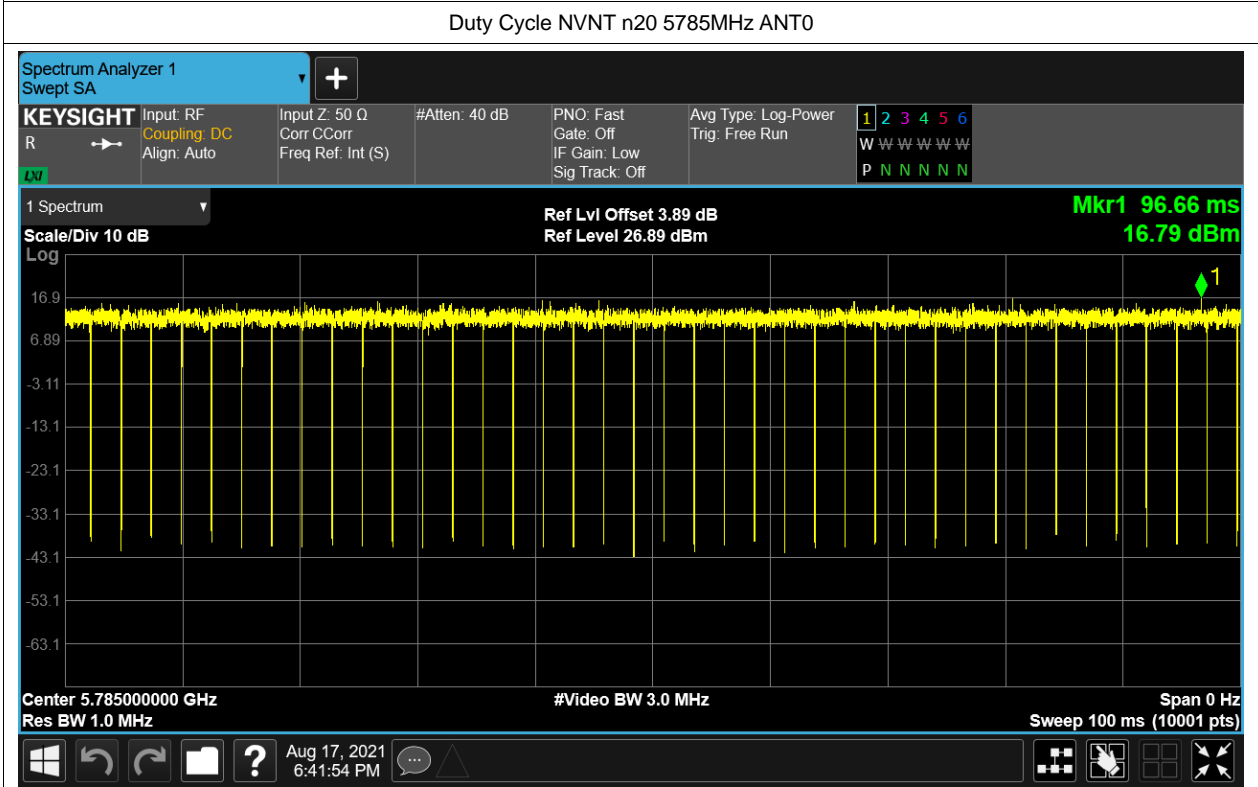 Duty Cycle NVNT n20 5785MHz ANT0
Spectrum Analyzer 1
Swept SA
KEYSIGHT Input: RF Input Z: 50 Ω #Atten: 40 dB PNO: Fast Avg Type: Log-Power 1 2 3 4 5 6
R Coupling: DC Corr CCorr Gate: Off Trig: Free Run W W W W W W
Align: Auto Freq Ref: Int (S) IF Gain: Low
LXI Sig Track: Off P N N N N N
1 Spectrum Ref Lvl Offset 3.89 dB Mkr1 96.66 ms
Scale/Div 10 dB Ref Level 26.89 dBm 16.79 dBm
Log
1
16.9
6.89
-3.11
-13.1
-23.1
-33.1
-43.1
-53.1
-63.1
Center 5.785000000 GHz #Video BW 3.0 MHz Span 0 Hz
Res BW 1.0 MHz Sweep 100 ms (10001 pts)
? Aug 17, 2021
6:41:54 PM